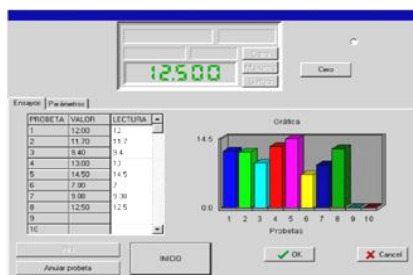 12.500
Cero
Ensayos Parámetros
PROBETA VALOR LECTURA
1 12.00 12
2 11.70 11.7
3 9.40 9.4
4 13.00 13
5 14.50 14.5
6 7.00 7
7 9.00
8 12.50 12.5
9
10
Gráfica
14.5
0.0
1 2 3 4 5 6 7 8 9 10
Probetas
Anular probeta
INICIO
OK
Cancel